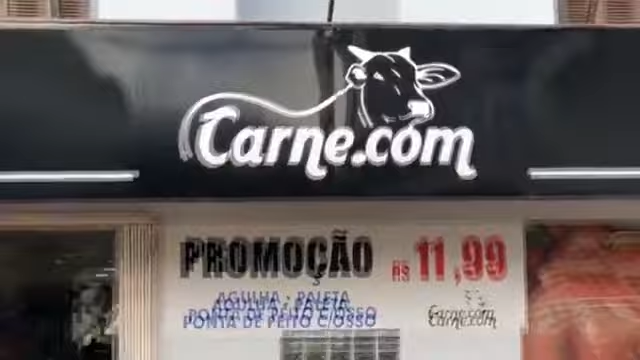 Carne.com
PROMOÇÃO R$ 11,99
AGULHA - PALETA
PONTA DE PEITO C/OSSO
Carne.com